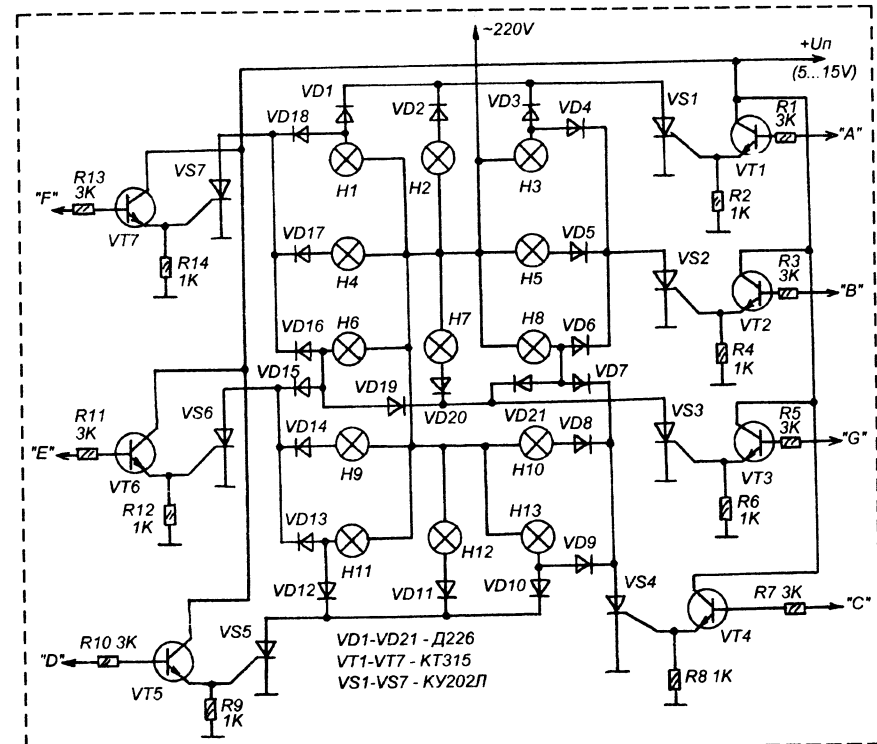 ~220V
+Uп
(5...15V)
VD1
VD2
VD3
VD4
VS1
R1
3K
"A"
VD18
H1
H2
H3
VT1
R2
1K
VS7
R13
3K
"F"
VT7
R14
1K
VD17
H4
H5
VD5
VS2
R3
3K
"B"
VT2
R4
1K
VD16
H6
H7
H8
VD6
VD7
VD15
VD19
VD20
VD21
VS3
R5
3K
"G"
VT3
R6
1K
VS6
R11
3K
"E"
VT6
R12
1K
VD14
H9
H10
VD8
VD13
H11
H12
H13
VD9
VD12
VD11
VD10
VS4
R7 3K
"C"
VT4
R8 1K
VS5
R10 3K
"D"
VT5
R9
1K
VD1-VD21 - Д226
VT1-VT7 - КТ315
VS1-VS7 - КУ202Л